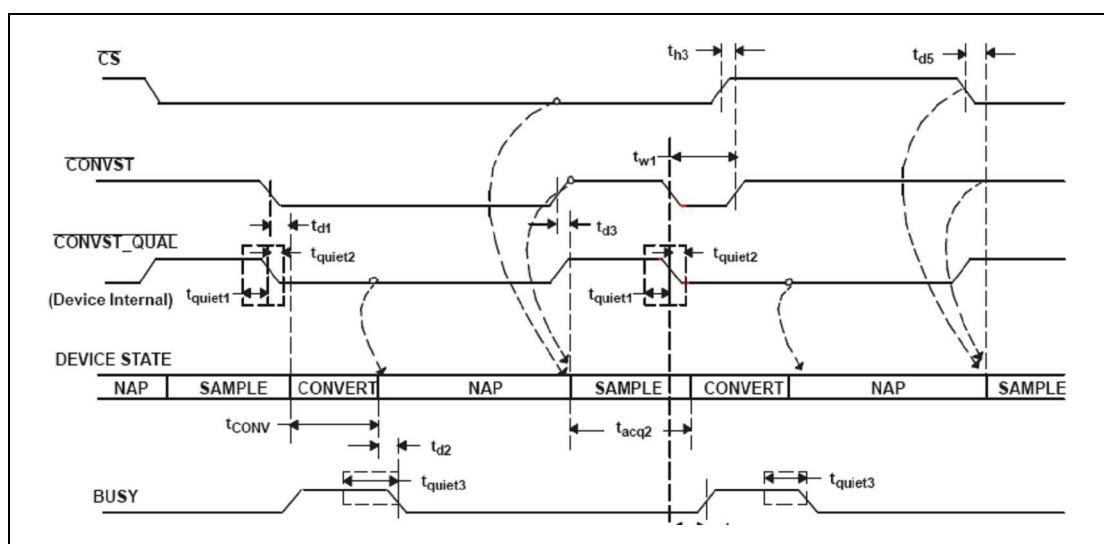 CS
th3
td5
CONVST
tw1
td1
td3
CONVST_QUAL
tquiet2
tquiet2
(Device Internal)
tquiet1
tquiet1
DEVICE STATE
NAP SAMPLE CONVERT NAP SAMPLE CONVERT NAP SAMPLE
tCONV
tacq2
td2
tquiet3
tquiet3
BUSY